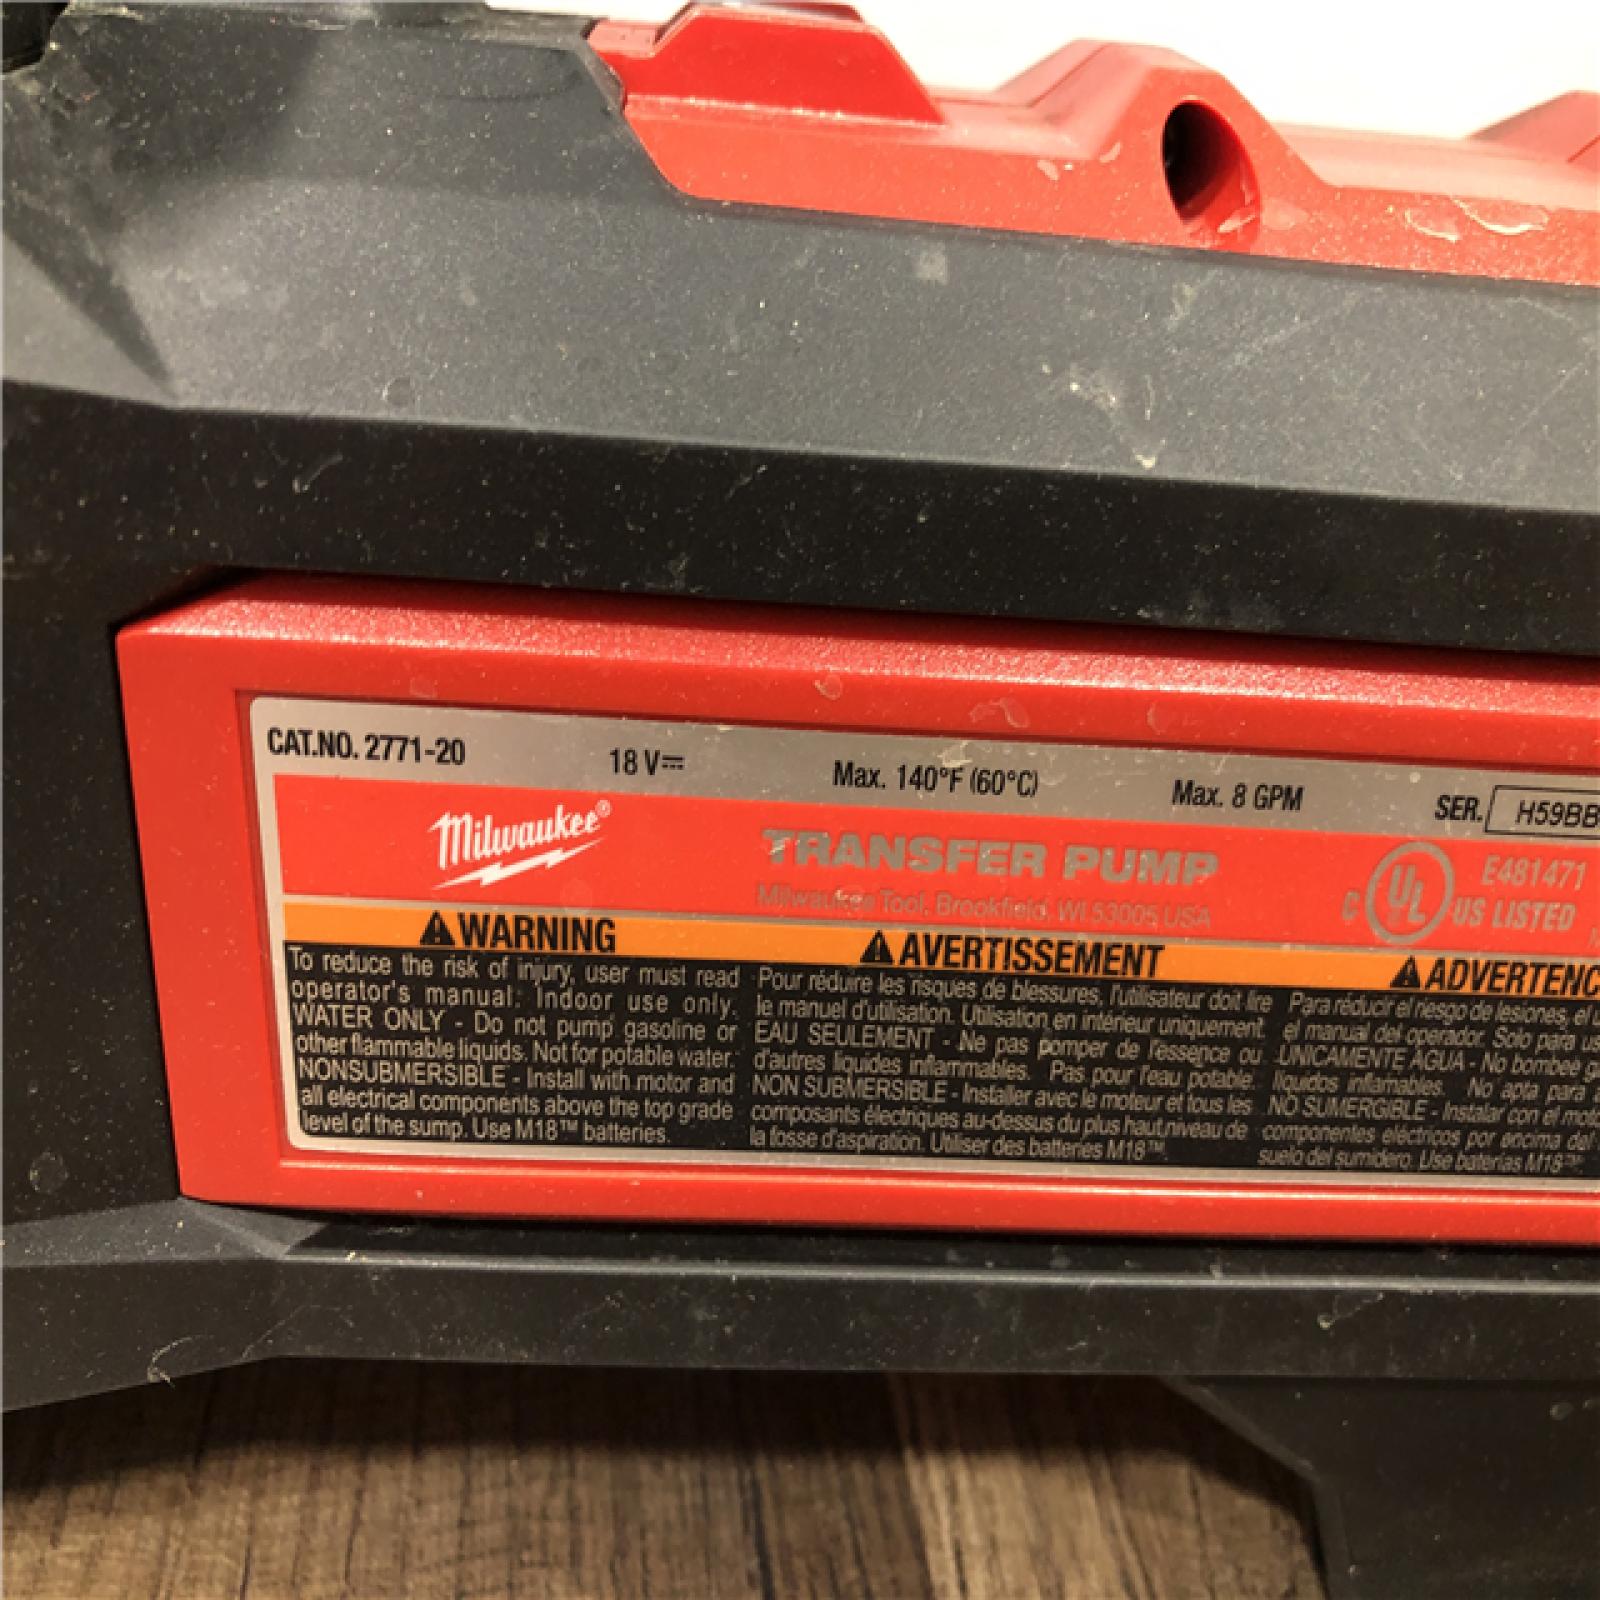 CAT.NO. 2771-20 18 V Max. 140°F (60°C) Max. 8 GPM SER. H59BB
Milwaukee®
TRANSFER PUMP
Milwaukee Tool, Brookfield, WI 53005 USA
C UL US LISTED
E481471
WARNING
To reduce the risk of injury, user must read
operator's manual. Indoor use only.
WATER ONLY - Do not pump gasoline or
other flammable liquids. Not for potable water.
NONSUBMERSIBLE - Install with motor and
all electrical components above the top grade
level of the sump. Use M18™ batteries.
AVERTISSEMENT
Pour réduire les risques de blessures, l'utilisateur doit lire
le manuel d'utilisation. Utilisation en intérieur uniquement.
EAU SEULEMENT - Ne pas pomper de l'essence ou
d'autres liquides inflammables. Pas pour l'eau potable.
NON SUBMERSIBLE - Installer avec le moteur et tous les
composants électriques au-dessus du plus haut niveau de
la fosse d'aspiration. Utiliser des batteries M18™.
ADVERTENC
Para reducir el riesgo de lesiones, el u
el manual del operador. Solo para us
ÚNICAMENTE AGUA - No bombee ga
líquidos inflamables. No apta para a
NO SUMERGIBLE - Instalar con el moto
componentes eléctricos por encima del
suelo del sumidero. Use baterías M18™